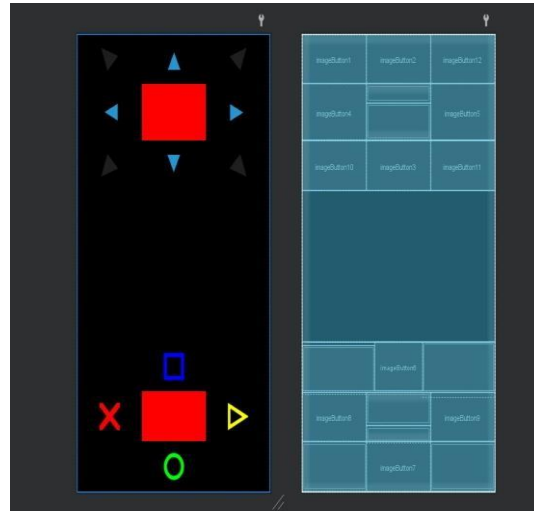 imageButton1 imageButton2 imageButton12
imageButton4 imageButton5
imageButton10 imageButton3 imageButton11
imageButton6
imageButton8 imageButton9
imageButton7